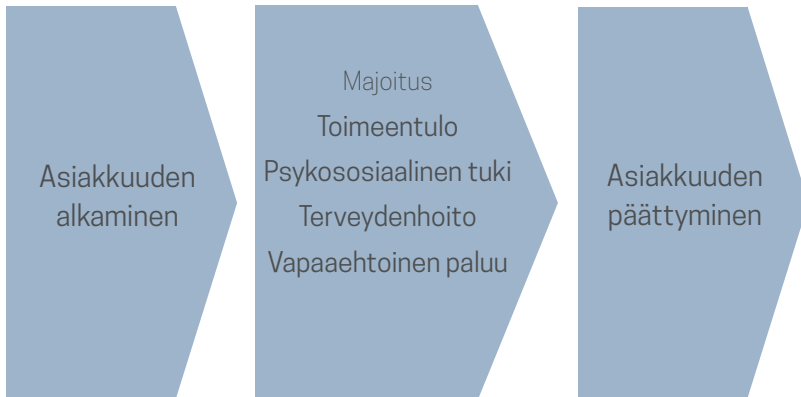 Asiakkuuden
alkaminen
Majoitus
Toimeentulo
Psykososiaalinen tuki
Terveydenhoito
Vapaaehtoinen paluu
Asiakkuuden
päättyminen